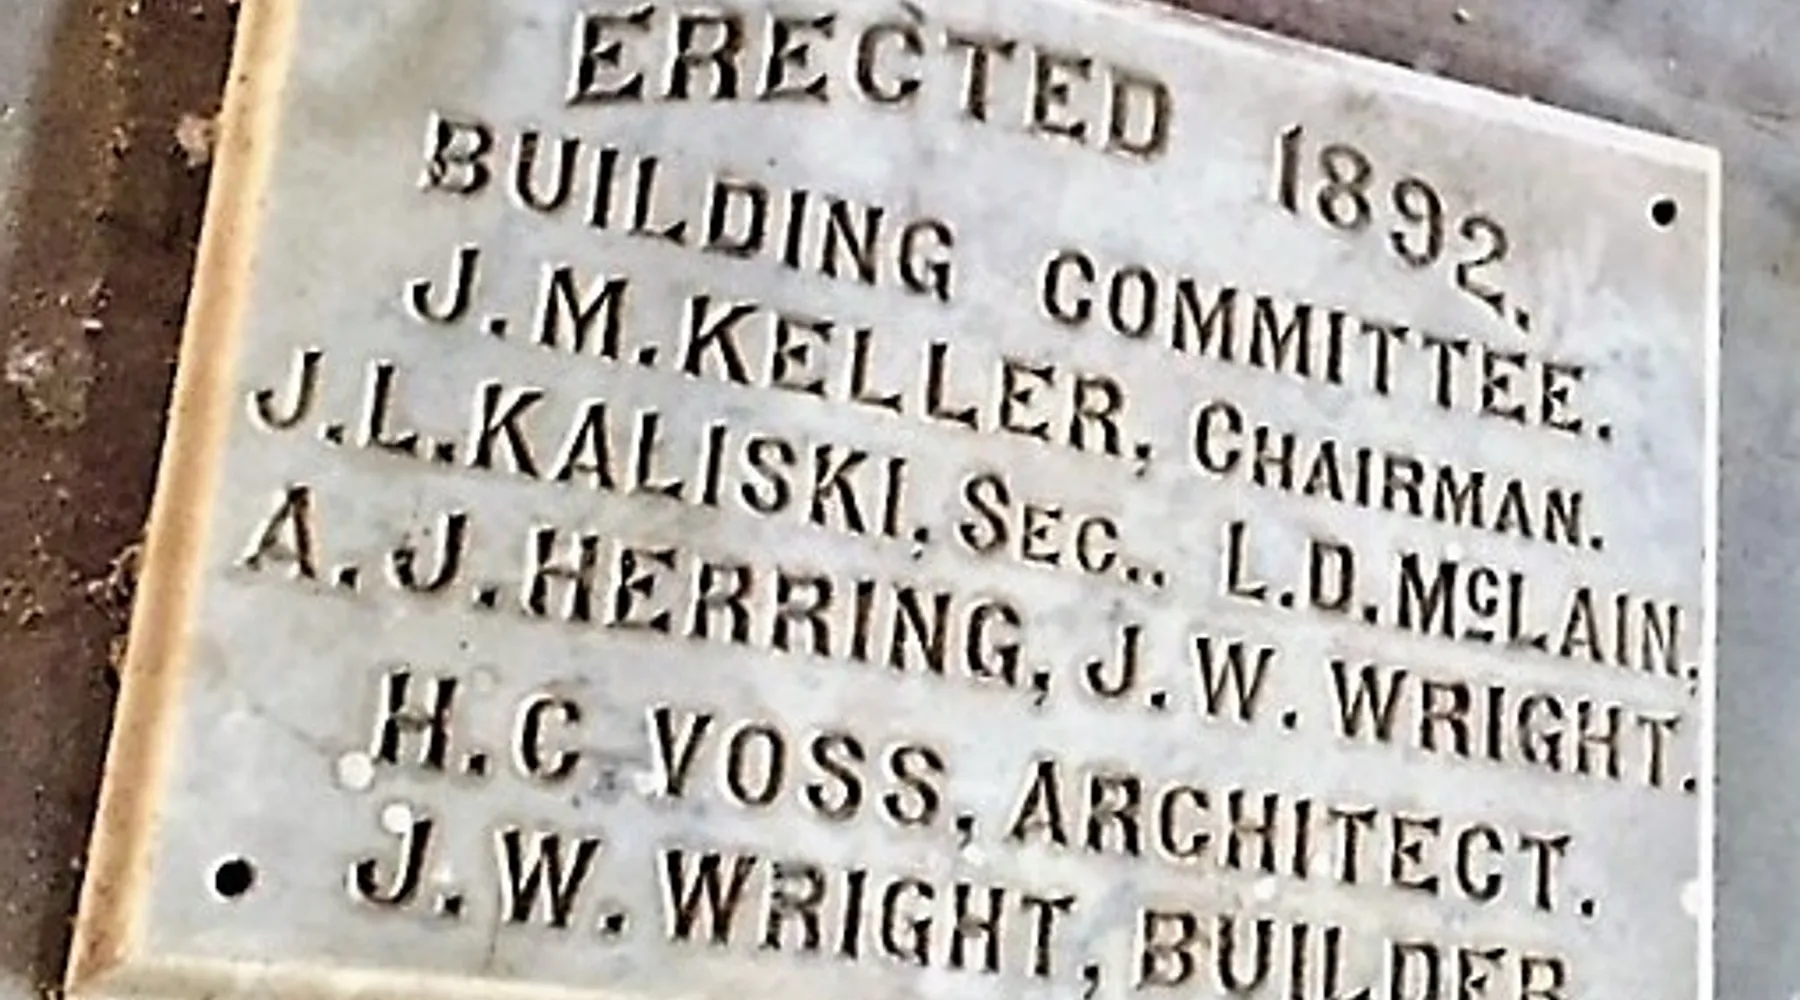 ERECTED 1892.
BUILDING COMMITTEE.
J. M. KELLER, CHAIRMAN.
J. L. KALISKI, SEC.. L. D. McLAIN,
A. J. HERRING, J. W. WRIGHT.
H. C VOSS, ARCHITECT.
J. W. WRIGHT, BUILDER